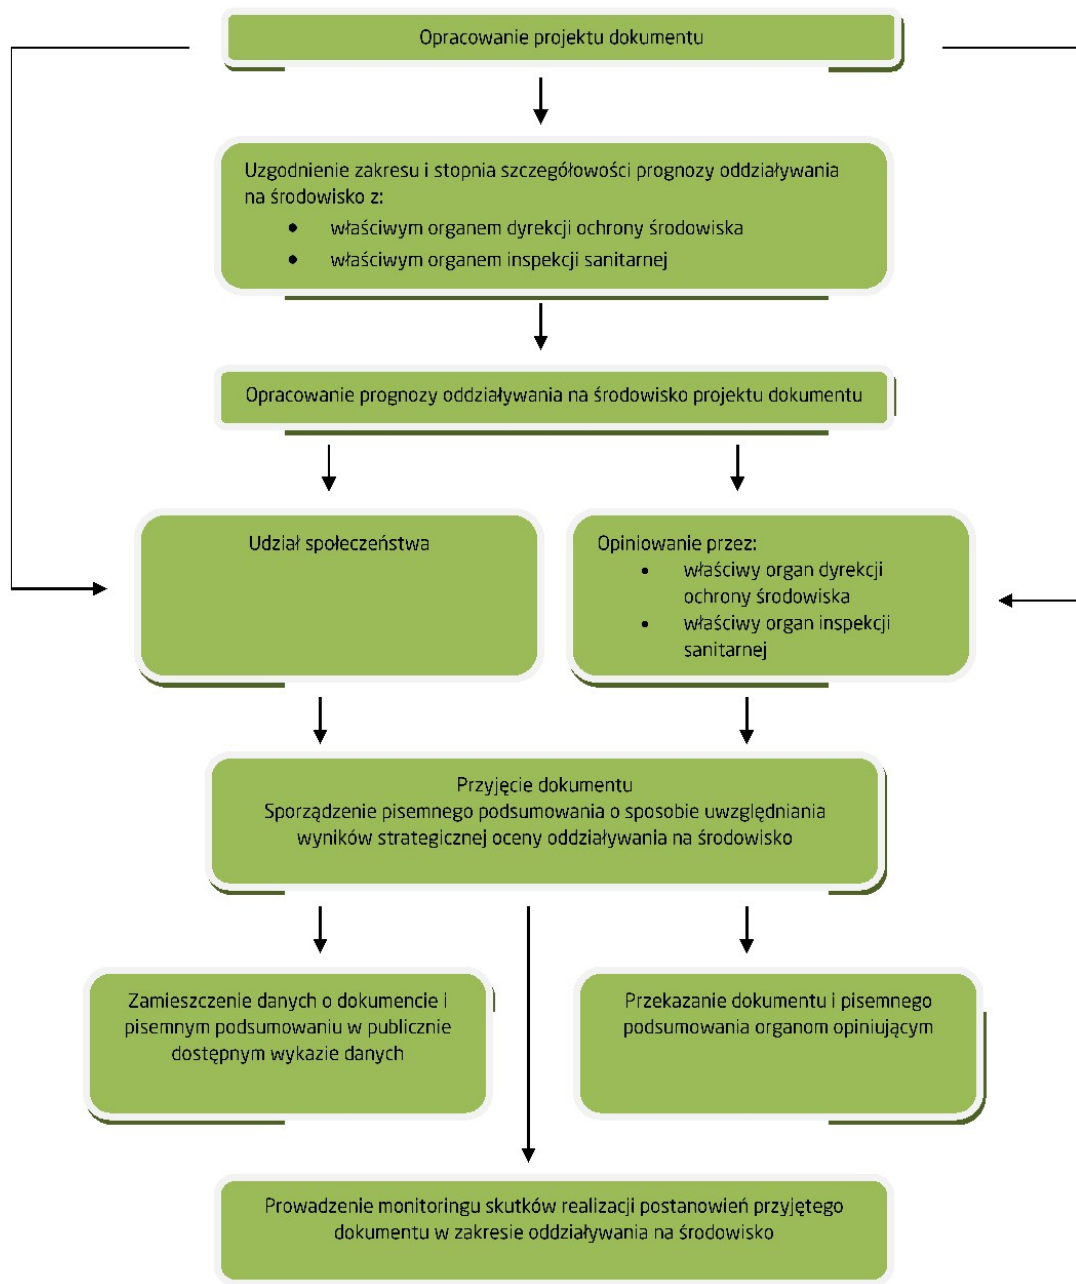 Opracowanie projektu dokumentu
Uzgodnienie zakresu i stopnia szczegółowości prognozy oddziaływania
na środowisko z:
• właściwym organem dyrekcji ochrony środowiska
• właściwym organem inspekcji sanitarnej
Opracowanie prognozy oddziaływania na środowisko projektu dokumentu
Udział społeczeństwa
Opiniowanie przez:
• właściwy organ dyrekcji
ochrony środowiska
• właściwy organ inspekcji
sanitarnej
Przyjęcie dokumentu
Sporządzenie pisemnego podsumowania o sposobie uwzględniania
wyników strategicznej oceny oddziaływania na środowisko
Zamieszczenie danych o dokumencie i
pisemnym podsumowaniu w publicznie
dostępnym wykazie danych
Przekazanie dokumentu i pisemnego
podsumowania organom opiniującym
Prowadzenie monitoringu skutków realizacji postanowień przyjętego
dokumentu w zakresie oddziaływania na środowisko